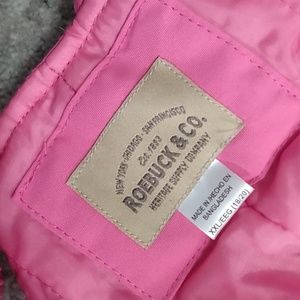 NEW YORK · CHICAGO · SAN FRANCISCO
Est. 1893
ROEBUCK & CO.
HERITAGE SUPPLY COMPANY
MADE IN/HECHO EN
BANGLADESH
XXL/EEG (18/20)